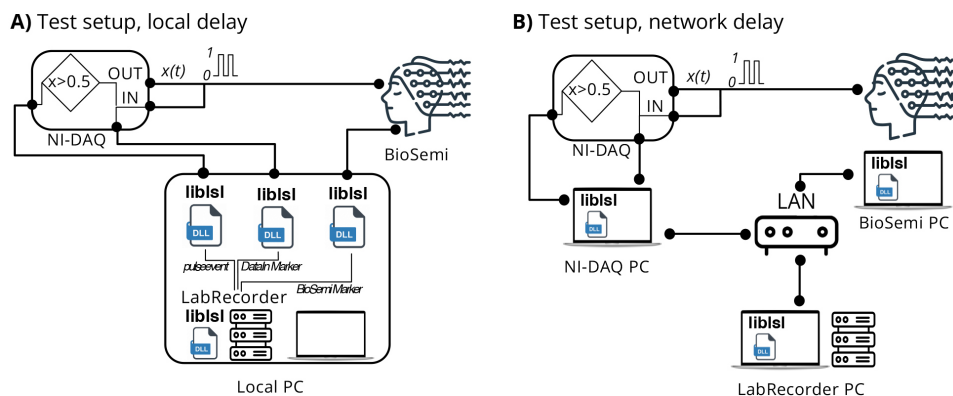 A) Test setup, local delay
x>0.5
OUT
IN
x(t)
1
0
NI-DAQ
BioSemi
liblsl
liblsl
liblsl
DLL
DLL
DLL
pulseevent
DataIn Marker
BioSemi Marker
LabRecorder
liblsl
DLL
Local PC
B) Test setup, network delay
x>0.5
OUT
IN
x(t)
1
0
NI-DAQ
liblsl
DLL
NI-DAQ PC
LAN
liblsl
DLL
BioSemi PC
liblsl
DLL
LabRecorder PC